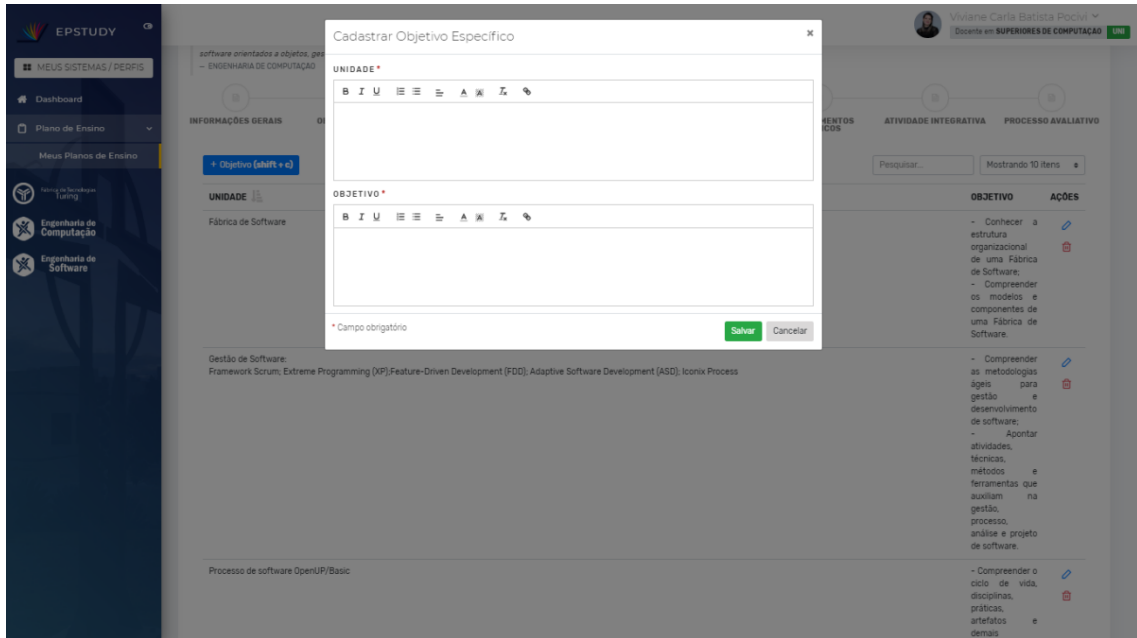 EPSTUDY
MEUS SISTEMAS / PERFIS
Dashboard
Plano de Ensino
Meus Planos de Ensino
Fábrica de Tecnologias
Turing
Engenharia de
Computação
Engenharia de
Software
Viviane Carla Batista Pocivi
Docente em SUPERIORES DE COMPUTAÇÃO UNI
software orientados a objetos, ges
— ENGENHARIA DE COMPUTAÇÃO
INFORMAÇÕES GERAIS
ATIVIDADE INTEGRATIVA
PROCESSO AVALIATIVO
+ Objetivo (shift + c)
Pesquisar...
Mostrando 10 itens
Cadastrar Objetivo Específico
×
UNIDADE*
B I U
OBJETIVO*
B I U
* Campo obrigatório
Salvar Cancelar
UNIDADE OBJETIVO AÇÕES
Fábrica de Software
- Conhecer a
estrutura
organizacional
de uma Fábrica
de Software;
- Compreender
os modelos e
componentes de
uma Fábrica de
Software.
Gestão de Software:
Framework Scrum; Extreme Programming (XP);Feature-Driven Development (FDD); Adaptive Software Development (ASD); Iconix Process
- Compreender
as metodologias
ágeis para
gestão e
desenvolvimento
de software;
- Apontar
atividades,
técnicas,
métodos e
ferramentas que
auxiliam na
gestão,
processo,
análise e projeto
de software.
Processo de software OpenUP/Basic
- Compreender o
ciclo de vida,
disciplinas,
práticas,
artefatos e
demais